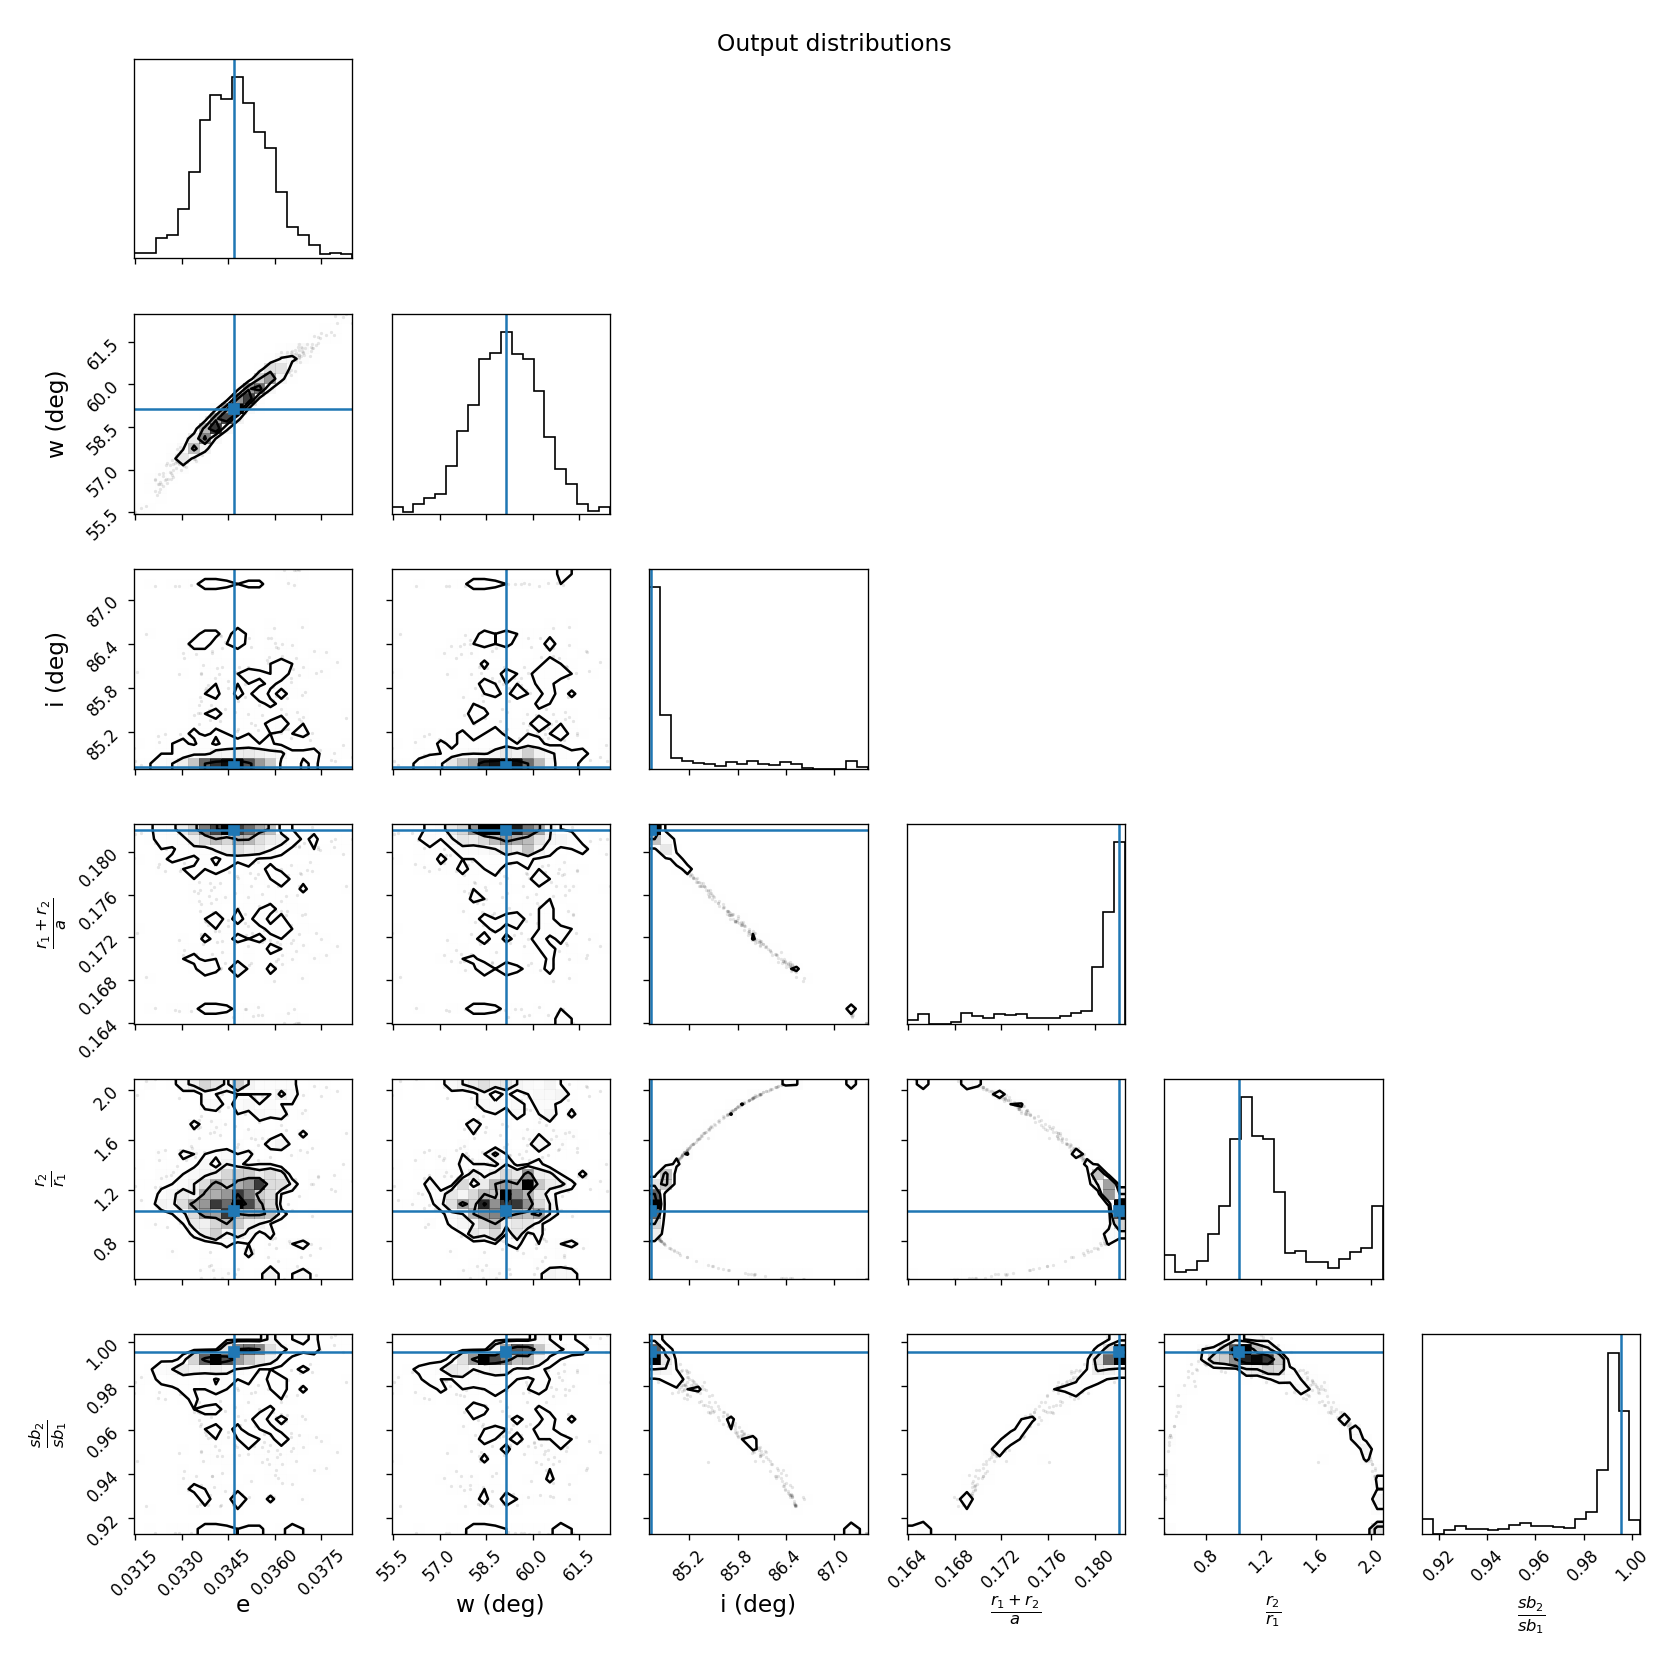 Output distributions
w (deg)
61.5
60.0
58.5
57.0
55.5
i (deg)
87.0
86.4
85.8
85.2
r₁ + r₂
a
0.180
0.176
0.172
0.168
0.164
r₂
r₁
2.0
1.6
1.2
0.8
sb₂
sb₁
1.00
0.98
0.96
0.94
0.92
0.0315 0.0330 0.0345 0.0360 0.0375 55.5 57.0 58.5 60.0 61.5 85.2 85.8 86.4 87.0 0.164 0.168 0.172 0.176 0.180 0.8 1.2 1.6 2.0 0.92 0.94 0.96 0.98 1.00
e w (deg) i (deg) r₁ + r₂ r₂ sb₂
a r₁ sb₁